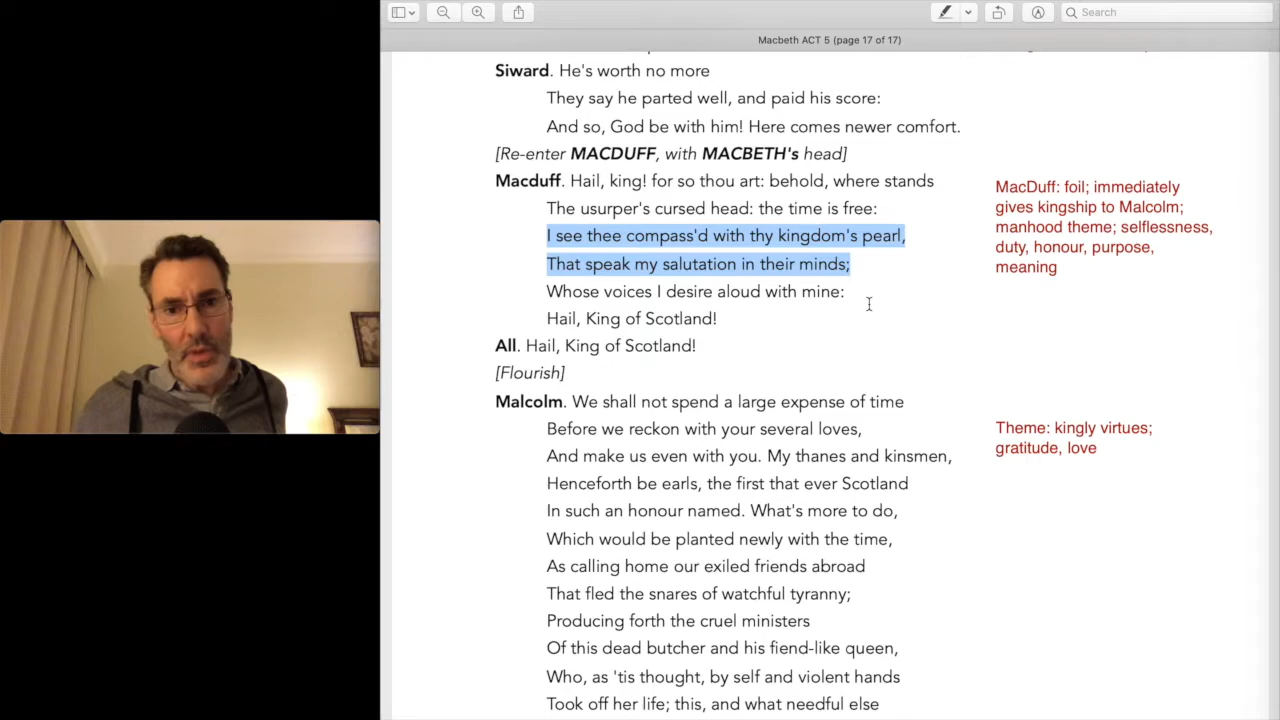 Search
Macbeth ACT 5 (page 17 of 17)
Siward. He's worth no more
They say he parted well, and paid his score:
And so, God be with him! Here comes newer comfort.
[Re-enter MACDUFF, with MACBETH's head]
Macduff. Hail, king! for so thou art: behold, where stands
The usurper's cursed head: the time is free:
I see thee compass'd with thy kingdom's pearl,
That speak my salutation in their minds;
Whose voices I desire aloud with mine:
Hail, King of Scotland!
MacDuff: foil; immediately
gives kingship to Malcolm;
manhood theme; selflessness,
duty, honour, purpose,
meaning
All. Hail, King of Scotland!
[Flourish]
Malcolm. We shall not spend a large expense of time
Before we reckon with your several loves,
And make us even with you. My thanes and kinsmen,
Henceforth be earls, the first that ever Scotland
In such an honour named. What's more to do,
Which would be planted newly with the time,
As calling home our exiled friends abroad
That fled the snares of watchful tyranny;
Producing forth the cruel ministers
Of this dead butcher and his fiend-like queen,
Who, as 'tis thought, by self and violent hands
Took off her life; this, and what needful else
Theme: kingly virtues;
gratitude, love